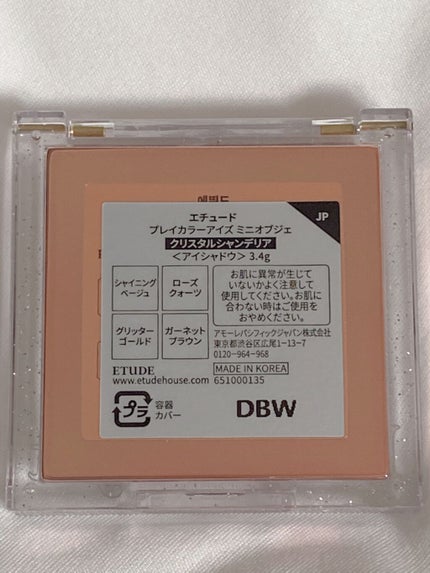 JP
エチュード
プレイカラーアイズ ミニオブジェ
クリスタルシャンデリア
＜アイシャドウ＞ 3.4g
シャイニング
ベージュ
ローズ
クォーツ
グリッター
ゴールド
ガーネット
ブラウン
お肌に異常が生じて
いないかよく注意して
使用してください。お肌に
合わない時はご使用を
おやめください。
アモーレパシフィックジャパン株式会社
東京都渋谷区広尾1-13-7
0120-964-968
ETUDE
www.etudehouse.com
MADE IN KOREA
651000135
プラ
容器
カバー
DBW